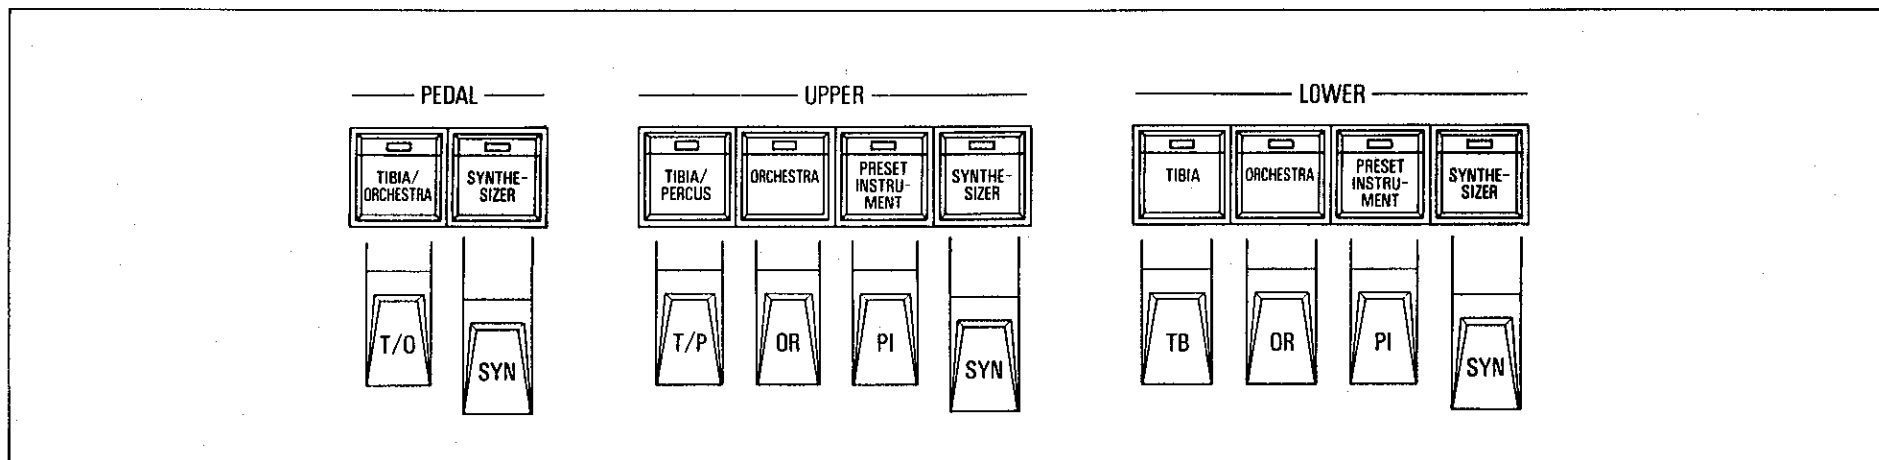 PEDAL
UPPER
LOWER
TIBIA/
ORCHESTRA
SYNTHE-
SIZER
TIBIA/
PERCUS
ORCHESTRA
PRESET
INSTRU-
MENT
SYNTHE-
SIZER
TIBIA
ORCHESTRA
PRESET
INSTRU-
MENT
SYNTHE-
SIZER
T/O
SYN
T/P
OR
PI
SYN
TB
OR
PI
SYN